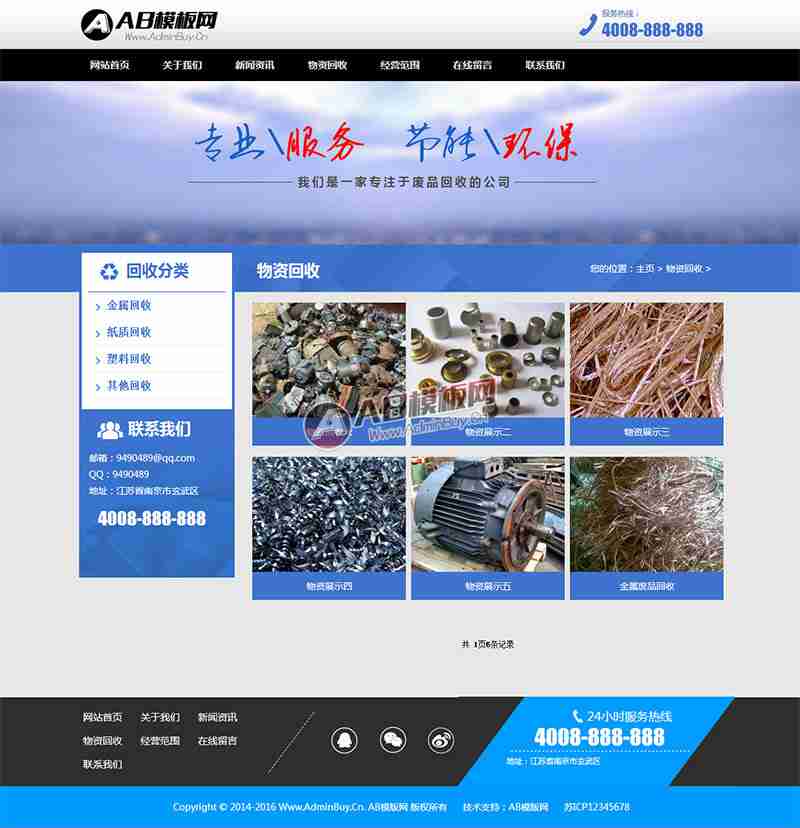 AB模板网
Www.AdminBuy.Cn
服务热线：
4008-888-888
网站首页 关于我们 新闻资讯 物资回收 经营范围 在线留言 联系我们
专业\服务 节能\环保
我们是一家专注于废品回收的公司
回收分类
金属回收
纸质回收
塑料回收
其他回收
联系我们
邮箱：9490489@qq.com
QQ：9490489
地址：江苏省南京市玄武区
4008-888-888
物资回收
您的位置：主页 > 物资回收 >
AB模板网
Www.AdminBuy.Cn
物资展示二
物资展示三
物资展示四
物资展示五
金属废品回收
共 1页6条记录
网站首页 关于我们 新闻资讯
物资回收 经营范围 在线留言
联系我们
24小时服务热线
4008-888-888
地址：江苏省南京市玄武区
Copyright © 2014-2016 Www.AdminBuy.Cn. AB模板网 版权所有 技术支持：AB模板网 苏ICP12345678